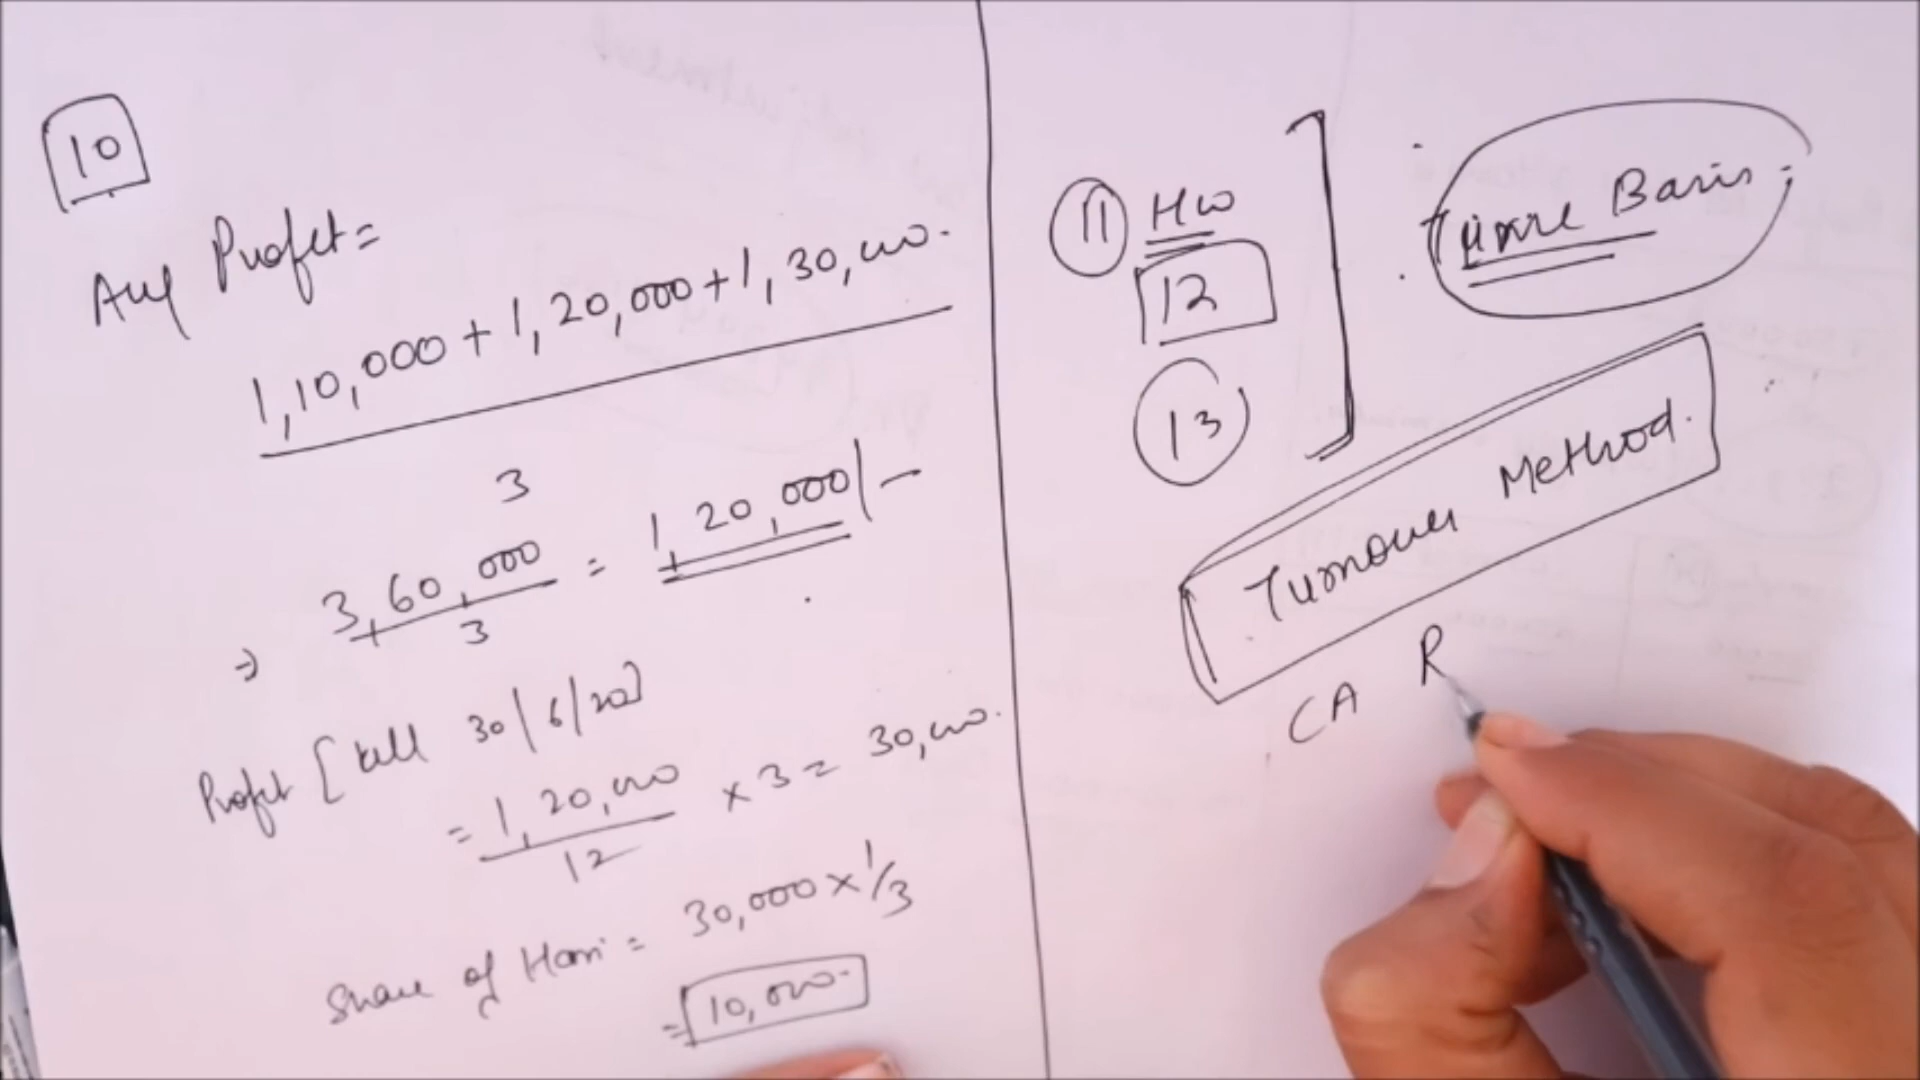 10
Avg Profit =
1,10,000 + 1,20,000 + 1,30,000.
3
⇒ 3,60,000 / 3 = 1,20,000/-
Profit [till 30/6/20]
= 1,20,000 / 12 × 3 = 30,000.
Share of Hari = 30,000 × 1/3
= 10,000.
11 HW
12
13
Time Basis ;
Turnover Method.
CA R